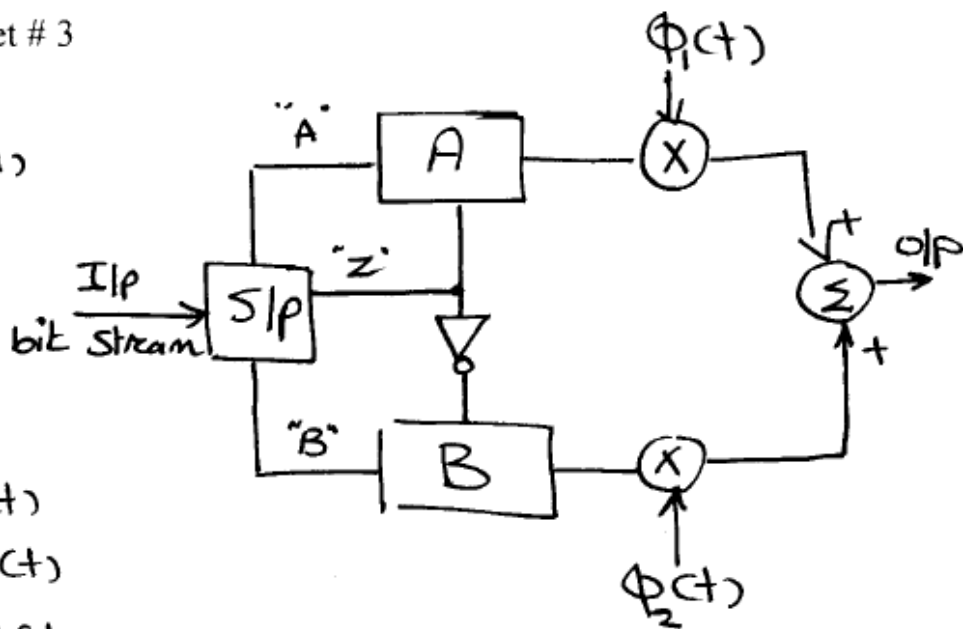 et # 3
ϕ₁(t)
"A"
A
X
)
"Z"
+
O/P
I/p
S/p
Σ
bit Stream
+
"B"
B
X
t)
(t)
ϕ₂(t)